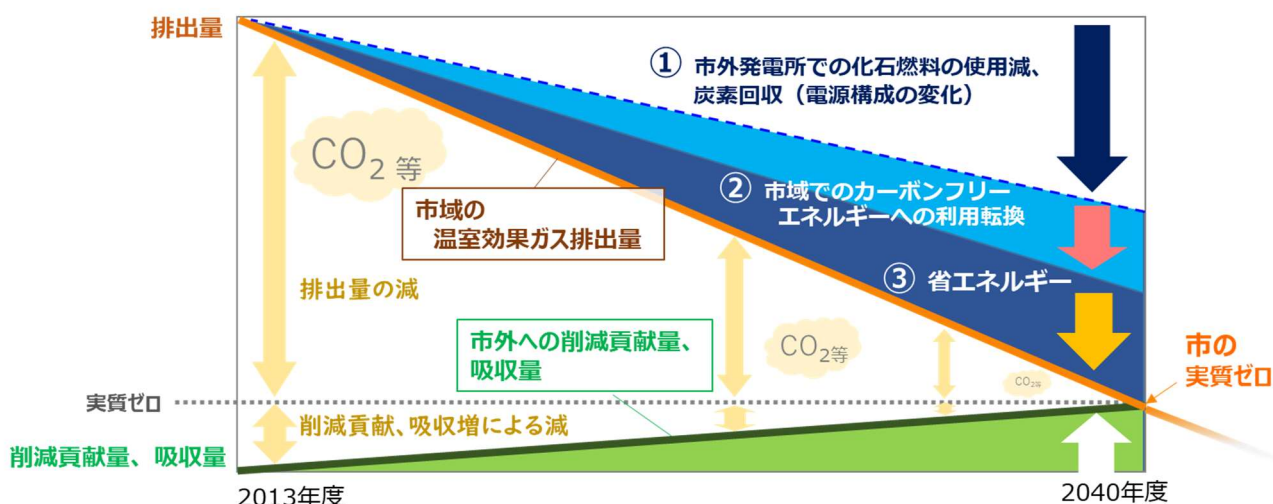 排出量
① 市外発電所での化石燃料の使用減、
炭素回収（電源構成の変化）
CO2 等
② 市域でのカーボンフリー
エネルギーへの利用転換
市域の
温室効果ガス排出量
③ 省エネルギー
排出量の減
市外への削減貢献量、
吸収量
CO2等
CO2等
市の
実質ゼロ
実質ゼロ
削減貢献、吸収増による減
削減貢献量、吸収量
2013年度
2040年度